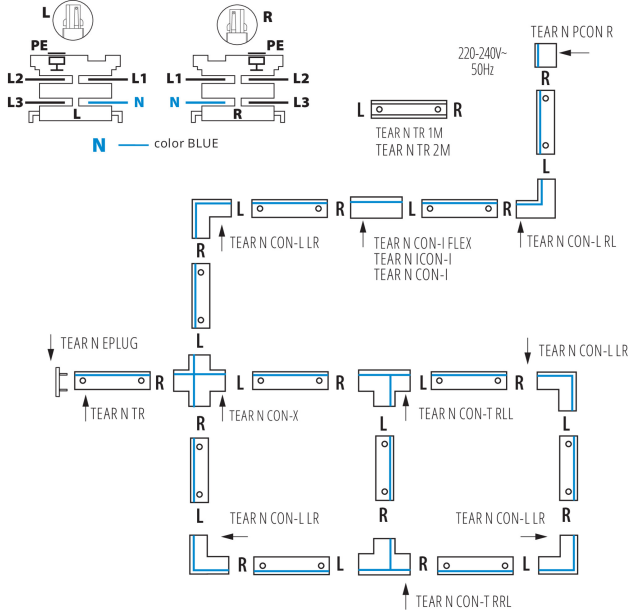 L
R
TEAR N PCON R
PE
PE
220-240V~
50Hz
L2
L1
L1
L2
R
L3
N
N
L3
L
R
L
R
N
color BLUE
TEAR N TR 1M
TEAR N TR 2M
L
L
R
L
R
TEAR N CON-L LR
TEAR N CON-I FLEX
TEAR N ICON-I
TEAR N CON-I
TEAR N CON-L RL
R
L
TEAR N EPLUG
TEAR N CON-L LR
R
L
R
L
R
TEAR N TR
TEAR N CON-X
TEAR N CON-T RLL
R
L
L
L
R
R
TEAR N CON-L LR
TEAR N CON-L LR
R
L
R
L
TEAR N CON-T RRL